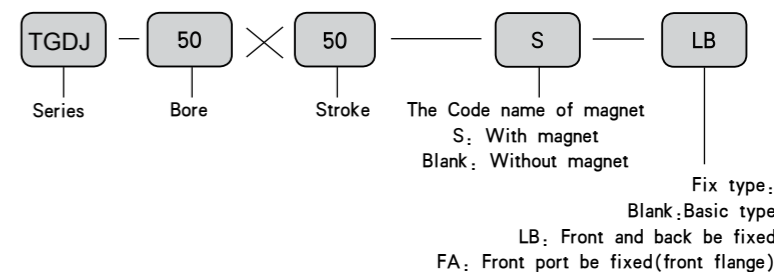 TGDJ — 50 × 50 — S — LB
Series Bore Stroke The Code name of magnet
S: With magnet
Blank: Without magnet
Fix type:
Blank:Basic type
LB: Front and back be fixed
FA: Front port be fixed(front flange)